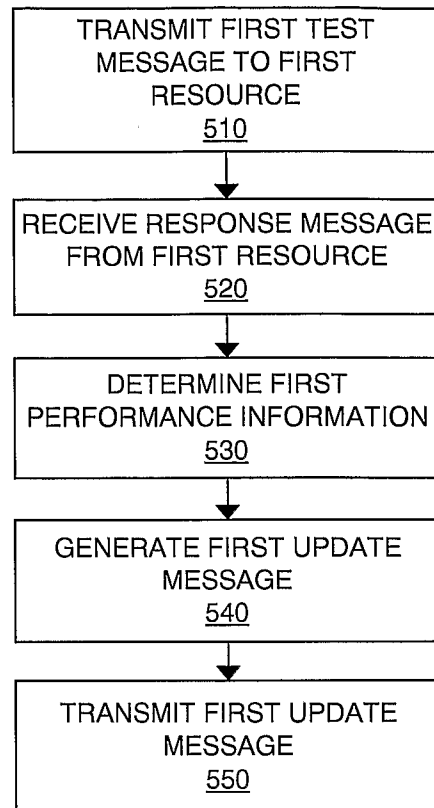 TRANSMIT FIRST TEST
MESSAGE TO FIRST
RESOURCE
510
RECEIVE RESPONSE MESSAGE
FROM FIRST RESOURCE
520
DETERMINE FIRST
PERFORMANCE INFORMATION
530
GENERATE FIRST UPDATE
MESSAGE
540
TRANSMIT FIRST UPDATE
MESSAGE
550